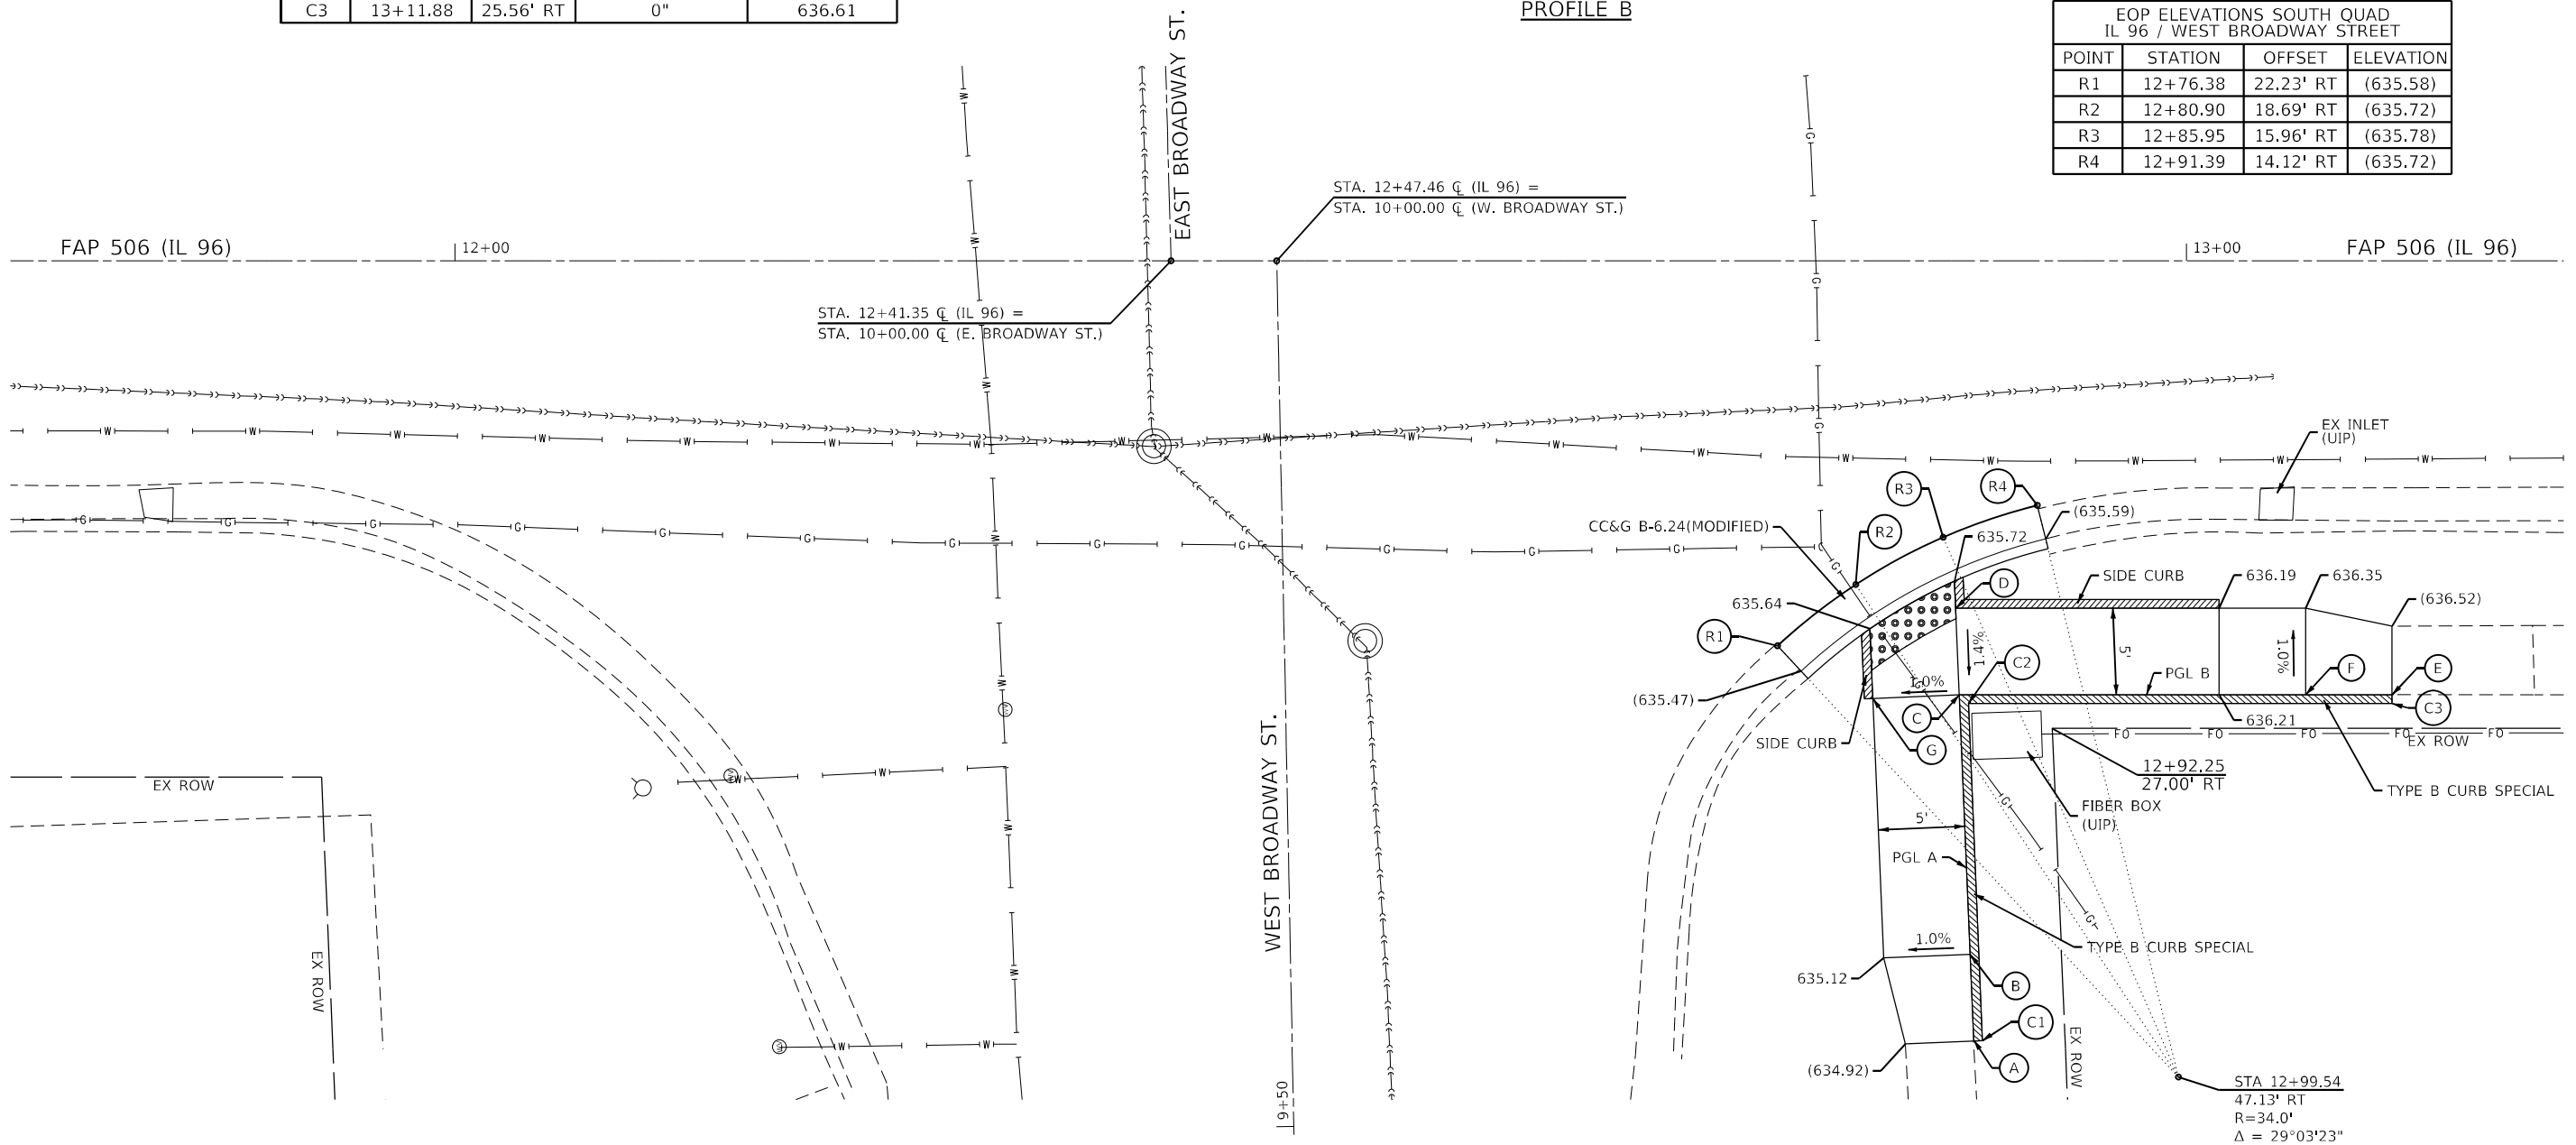 C3 13+11.88 25.56' RT 0" 636.61
PROFILE B
EOP ELEVATIONS SOUTH QUAD
IL 96 / WEST BROADWAY STREET
POINT STATION OFFSET ELEVATION
R1 12+76.38 22.23' RT (635.58)
R2 12+80.90 18.69' RT (635.72)
R3 12+85.95 15.96' RT (635.78)
R4 12+91.39 14.12' RT (635.72)
EAST BROADWAY ST.
STA. 12+47.46 ℄ (IL 96) =
STA. 10+00.00 ℄ (W. BROADWAY ST.)
FAP 506 (IL 96)
12+00
13+00
FAP 506 (IL 96)
STA. 12+41.35 ℄ (IL 96) =
STA. 10+00.00 ℄ (E. BROADWAY ST.)
EX INLET
(UIP)
R3
R4
CC&G B-6.24(MODIFIED)
R2
(635.59)
635.72
D
SIDE CURB
636.19
636.35
(636.52)
635.64
R1
1.4%
C2
5'
1.0%
F
E
PGL B
1.0%
(635.47)
C
636.21
C3
SIDE CURB
G
FO FO FO FO FO
EX ROW
12+92.25
27.00' RT
TYPE B CURB SPECIAL
FIBER BOX
(UIP)
EX ROW
5'
PGL A
WEST BROADWAY ST.
EX ROW
1.0%
TYPE B CURB SPECIAL
635.12
B
C1
EX ROW
(634.92)
A
9+50
STA 12+99.54
47.13' RT
R=34.0'
Δ = 29°03'23"
W W W W W W W W W W W W W W W W W
G G G G G G G G G G G G